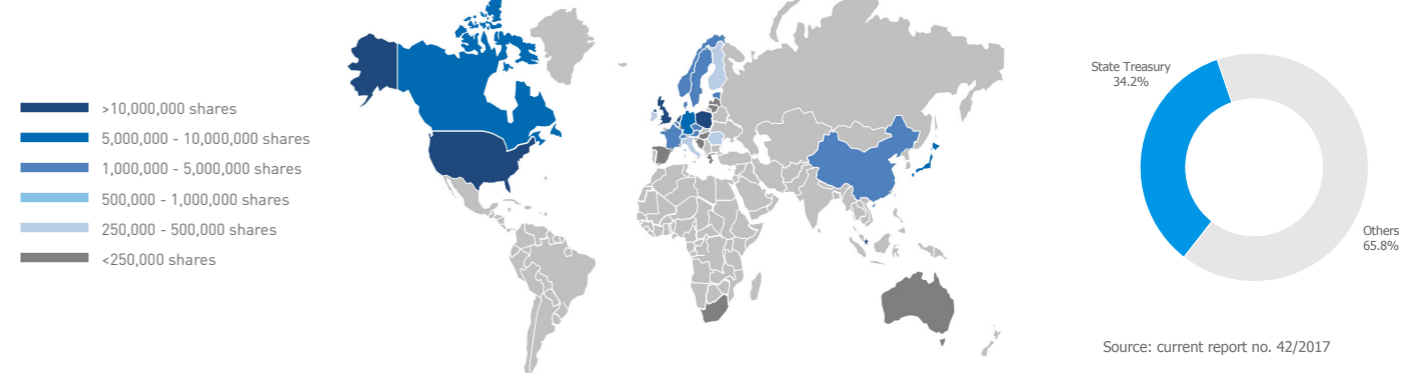 >10,000,000 shares
5,000,000 - 10,000,000 shares
1,000,000 - 5,000,000 shares
500,000 - 1,000,000 shares
250,000 - 500,000 shares
<250,000 shares
State Treasury
34.2%
Others
65.8%
Source: current report no. 42/2017